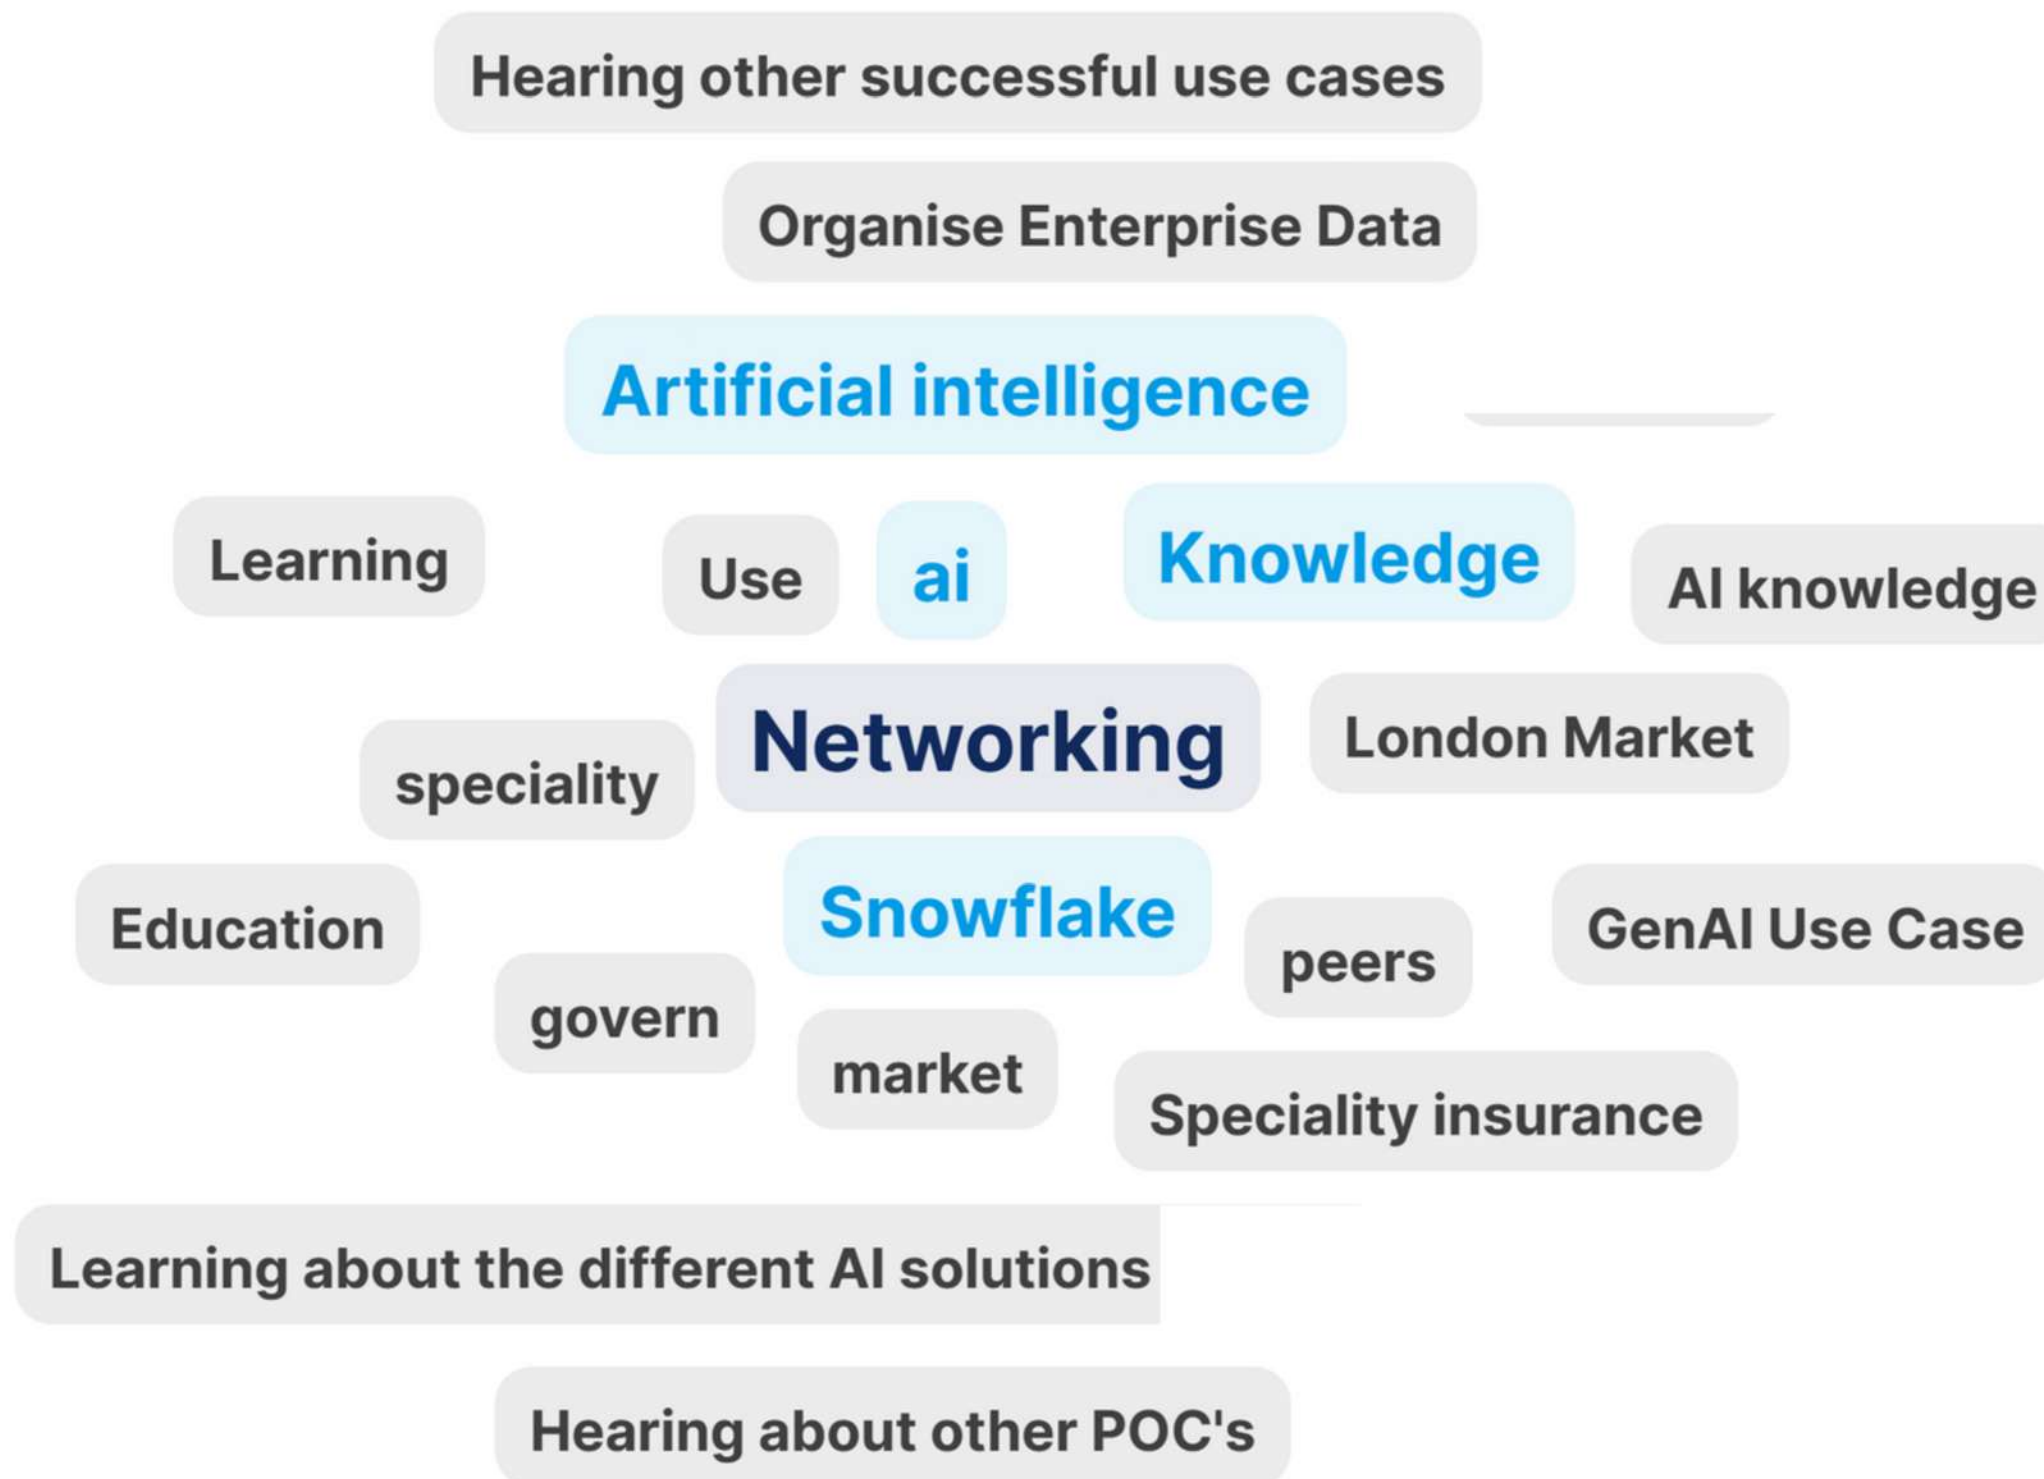 Hearing other successful use cases
Organise Enterprise Data
Artificial intelligence
Learning
Use
ai
Knowledge
AI knowledge
speciality
Networking
London Market
Education
Snowflake
peers
GenAI Use Case
govern
market
Speciality insurance
Learning about the different AI solutions
Hearing about other POC's